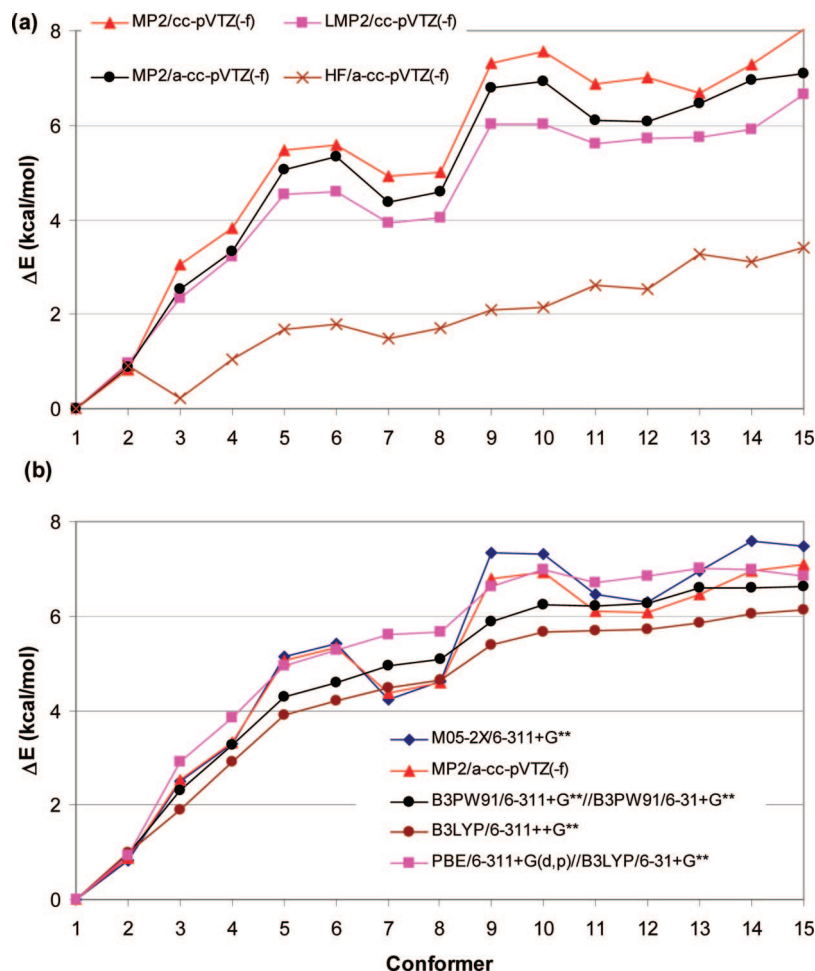 (a)
MP2/cc-pVTZ(-f) LMP2/cc-pVTZ(-f)
MP2/a-cc-pVTZ(-f) HF/a-cc-pVTZ(-f)
ΔE (kcal/mol)
8
6
4
2
0
1 2 3 4 5 6 7 8 9 10 11 12 13 14 15
(b)
ΔE (kcal/mol)
8
6
4
2
0
M05-2X/6-311+G**
MP2/a-cc-pVTZ(-f)
B3PW91/6-311+G**//B3PW91/6-31+G**
B3LYP/6-311++G**
PBE/6-311+G(d,p)//B3LYP/6-31+G**
1 2 3 4 5 6 7 8 9 10 11 12 13 14 15
Conformer